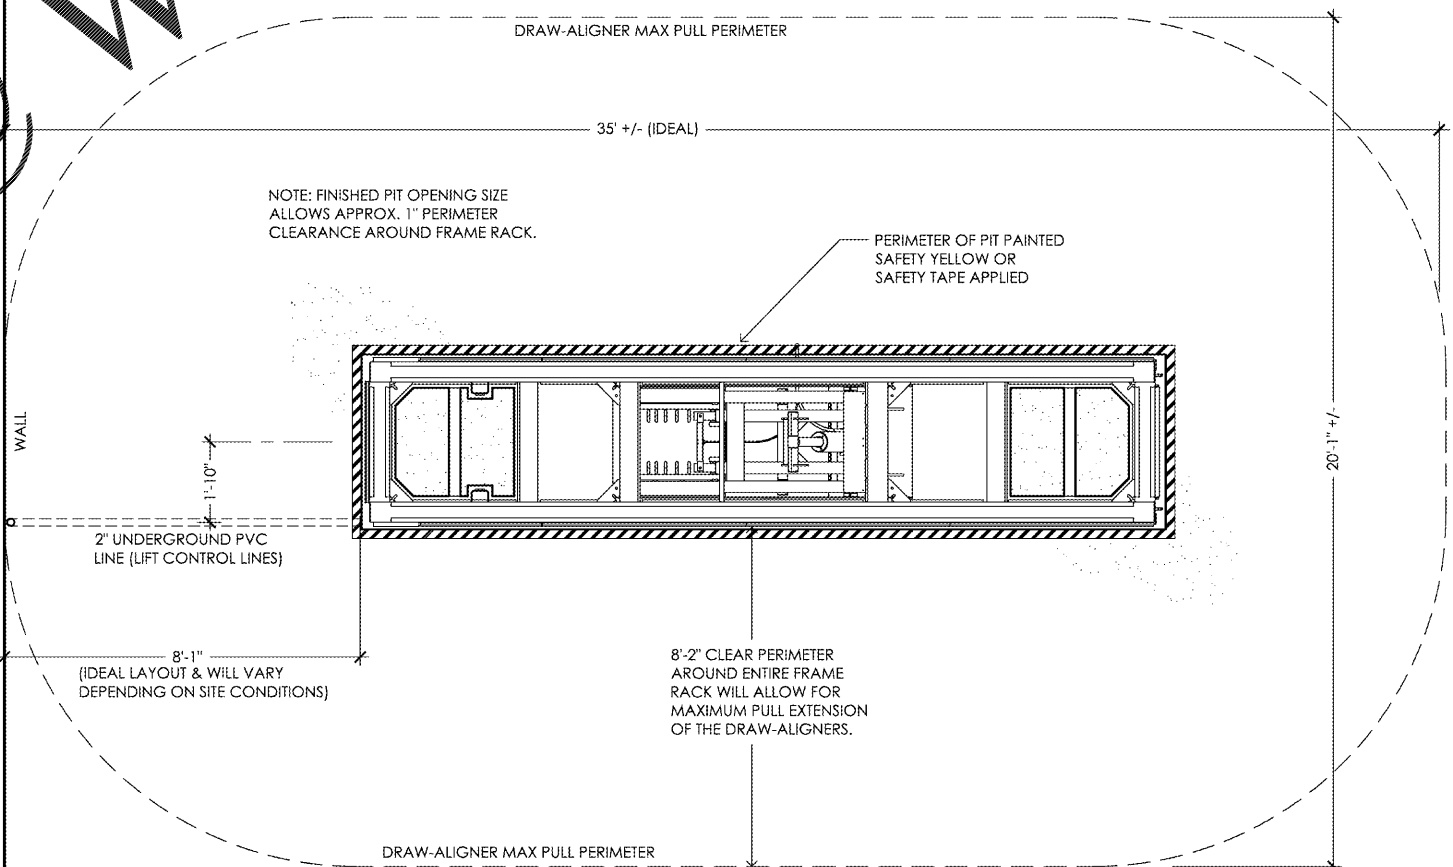 W
DRAW-ALIGNER MAX PULL PERIMETER
35' +/- (IDEAL)
NOTE: FINISHED PIT OPENING SIZE
ALLOWS APPROX. 1" PERIMETER
CLEARANCE AROUND FRAME RACK.
PERIMETER OF PIT PAINTED
SAFETY YELLOW OR
SAFETY TAPE APPLIED
WALL
1'-10"
20'-1" +/-
2" UNDERGROUND PVC
LINE (LIFT CONTROL LINES)
8'-1"
(IDEAL LAYOUT & WILL VARY
DEPENDING ON SITE CONDITIONS)
8'-2" CLEAR PERIMETER
AROUND ENTIRE FRAME
RACK WILL ALLOW FOR
MAXIMUM PULL EXTENSION
OF THE DRAW-ALIGNERS.
DRAW-ALIGNER MAX PULL PERIMETER